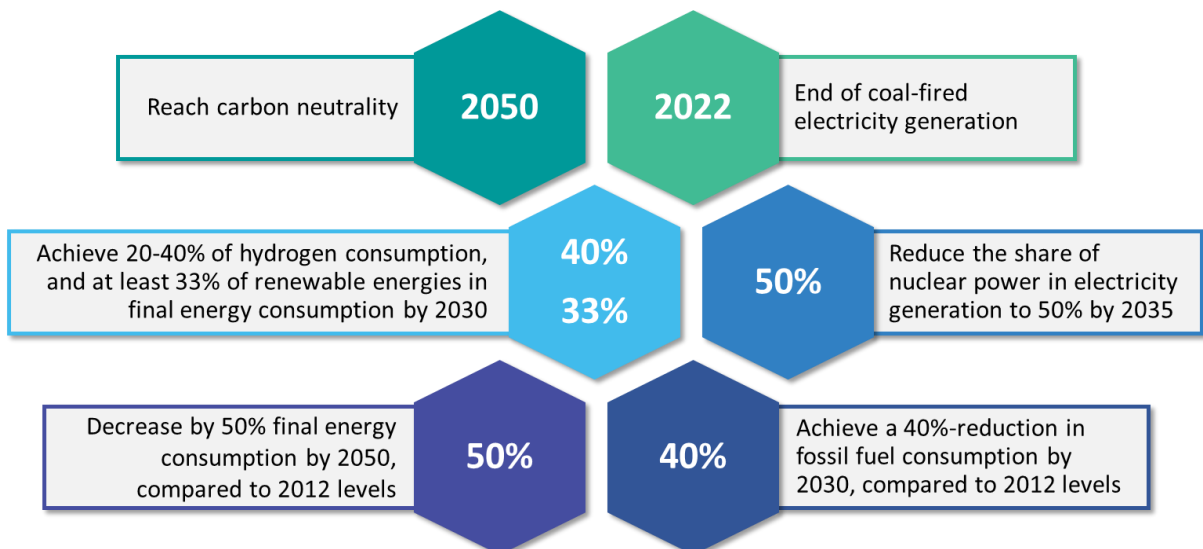 Reach carbon neutrality
2050
2022
End of coal-fired
electricity generation
Achieve 20-40% of hydrogen consumption,
and at least 33% of renewable energies in
final energy consumption by 2030
40%
33%
50%
Reduce the share of
nuclear power in electricity
generation to 50% by 2035
Decrease by 50% final energy
consumption by 2050,
compared to 2012 levels
50%
40%
Achieve a 40%-reduction in
fossil fuel consumption by
2030, compared to 2012 levels